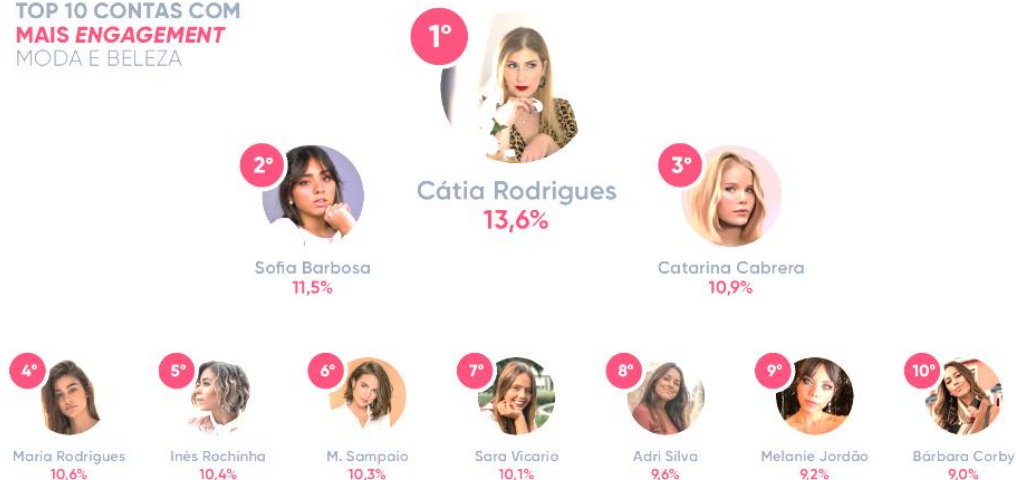 TOP 10 CONTAS COM
MAIS ENGAGEMENT
MODA E BELEZA
1º
Cátia Rodrigues
13,6%
2º
Sofia Barbosa
11,5%
3º
Catarina Cabrera
10,9%
4º
Maria Rodrigues
10,6%
5º
Inês Rochinha
10,4%
6º
M. Sampaio
10,3%
7º
Sara Vicario
10,1%
8º
Adri Silva
9,6%
9º
Melanie Jordão
9,2%
10º
Bárbara Corby
9,0%